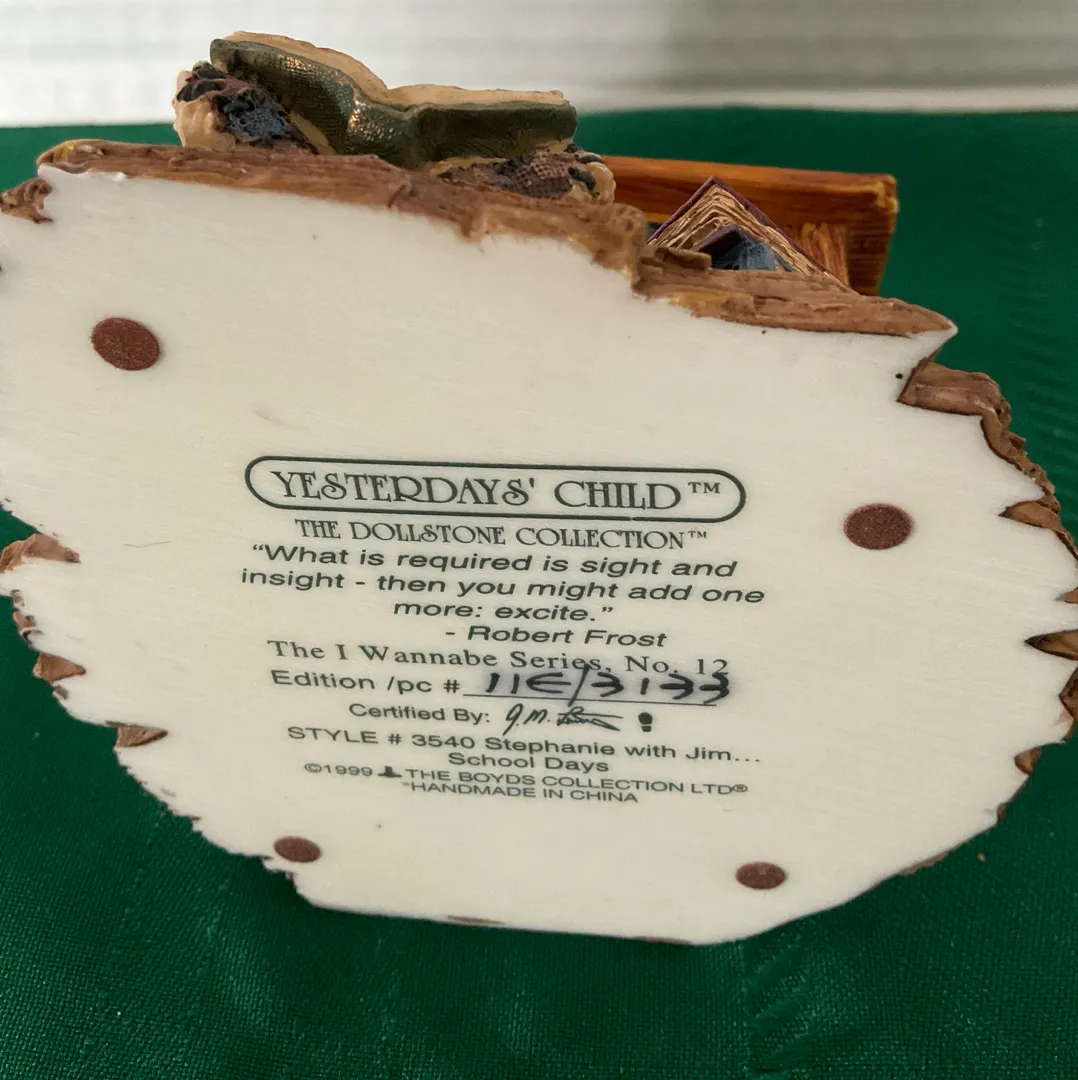 YESTERDAYS' CHILD™
THE DOLLSTONE COLLECTION™
“What is required is sight and
insight - then you might add one
more: excite.”
- Robert Frost
The I Wannabe Series, No. 12
Edition /pc # 11E/3133
Certified By: G.M.
STYLE # 3540 Stephanie with Jim...
School Days
©1999 THE BOYDS COLLECTION LTD®
HANDMADE IN CHINA